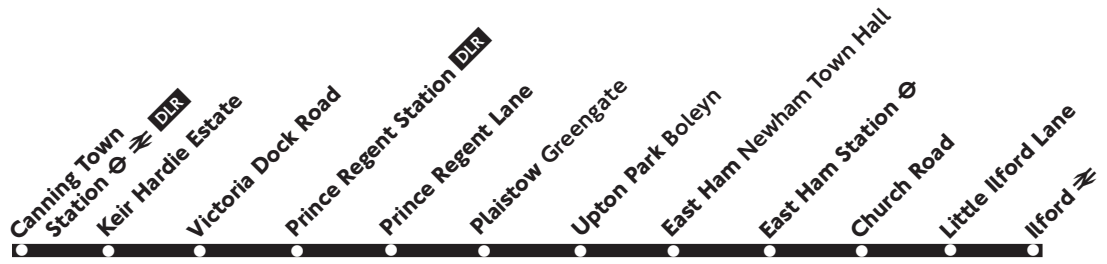 Canning Town
Station DLR
Keir Hardie Estate
Victoria Dock Road
Prince Regent Station DLR
Prince Regent Lane
Plaistow Greengate
Upton Park Boleyn
East Ham Newham Town Hall
East Ham Station
Church Road
Little Ilford Lane
Ilford